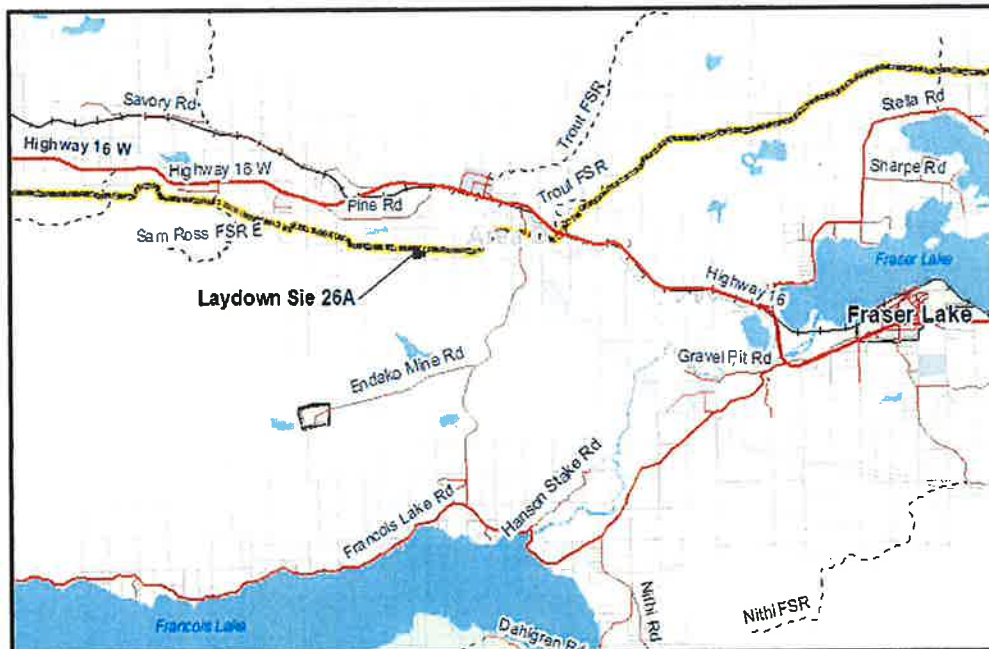 Savory Rd
Trout FSR
Stella Rd
Highway 16 W
Highway 16 W
Sharpe Rd
Trout FSR
Pine Rd
Sam Ross FSR E
Area D
Fraser Lake
Laydown Sie 26A
Highway 16
Fraser Lake
Gravel Pit Rd
Endako Mine Rd
Hanson Stake Rd
Francois Lake Rd
Nithi Rd
Nithi FSR
Francois Lake
Dahlgren Rd